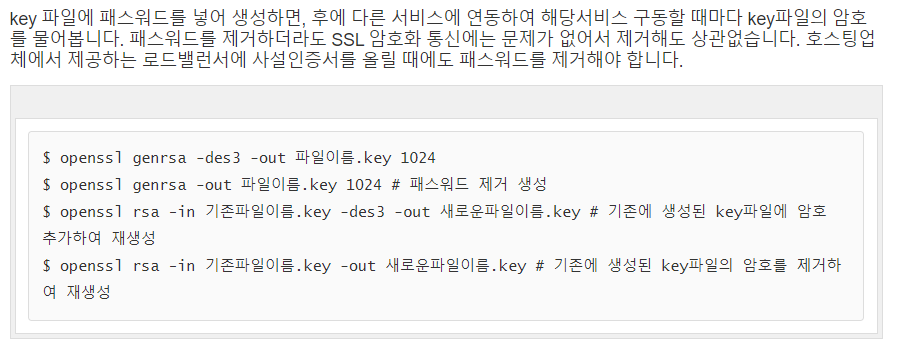 key 파일에 패스워드를 넣어 생성하면, 후에 다른 서비스에 연동하여 해당서비스 구동할 때마다 key파일의 암호
를 물어봅니다. 패스워드를 제거하더라도 SSL 암호화 통신에는 문제가 없어서 제거해도 상관없습니다. 호스팅업
체에서 제공하는 로드밸런서에 사설인증서를 올릴 때에도 패스워드를 제거해야 합니다.
$ openssl genrsa -des3 -out 파일이름.key 1024
$ openssl genrsa -out 파일이름.key 1024 # 패스워드 제거 생성
$ openssl rsa -in 기존파일이름.key -des3 -out 새로운파일이름.key # 기존에 생성된 key파일에 암호
추가하여 재생성
$ openssl rsa -in 기존파일이름.key -out 새로운파일이름.key # 기존에 생성된 key파일의 암호를 제거하
여 재생성